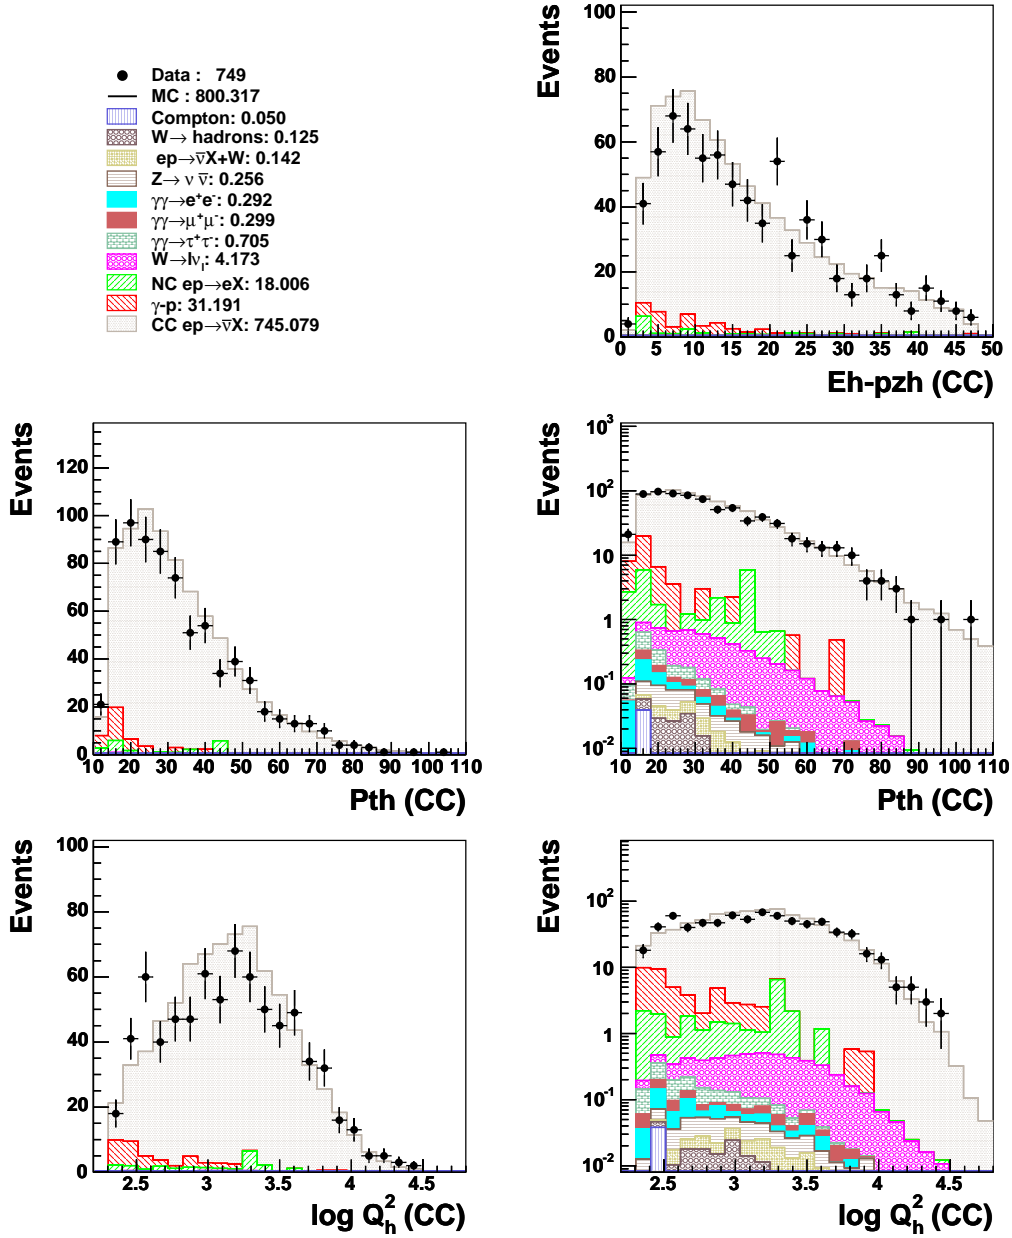 Data : 749
MC : 800.317
Compton: 0.050
W→ hadrons: 0.125
ep→ν̅X+W: 0.142
Z→ ν ν̅: 0.256
γγ→e⁺e⁻: 0.292
γγ→μ⁺μ⁻: 0.299
γγ→τ⁺τ⁻: 0.705
W→lνₗ: 4.173
NC ep→eX: 18.006
γ-p: 31.191
CC ep→ν̅X: 745.079
Events
100
80
60
40
20
0
0 5 10 15 20 25 30 35 40 45 50
Eh-pzh (CC)
Events
120
100
80
60
40
20
0
10 20 30 40 50 60 70 80 90 100 110
Pth (CC)
Events
10³
10²
10
1
10⁻¹
10⁻²
10 20 30 40 50 60 70 80 90 100 110
Pth (CC)
Events
100
80
60
40
20
0
2.5 3 3.5 4 4.5
log Q²ₕ (CC)
Events
10²
10
1
10⁻¹
10⁻²
2.5 3 3.5 4 4.5
log Q²ₕ (CC)